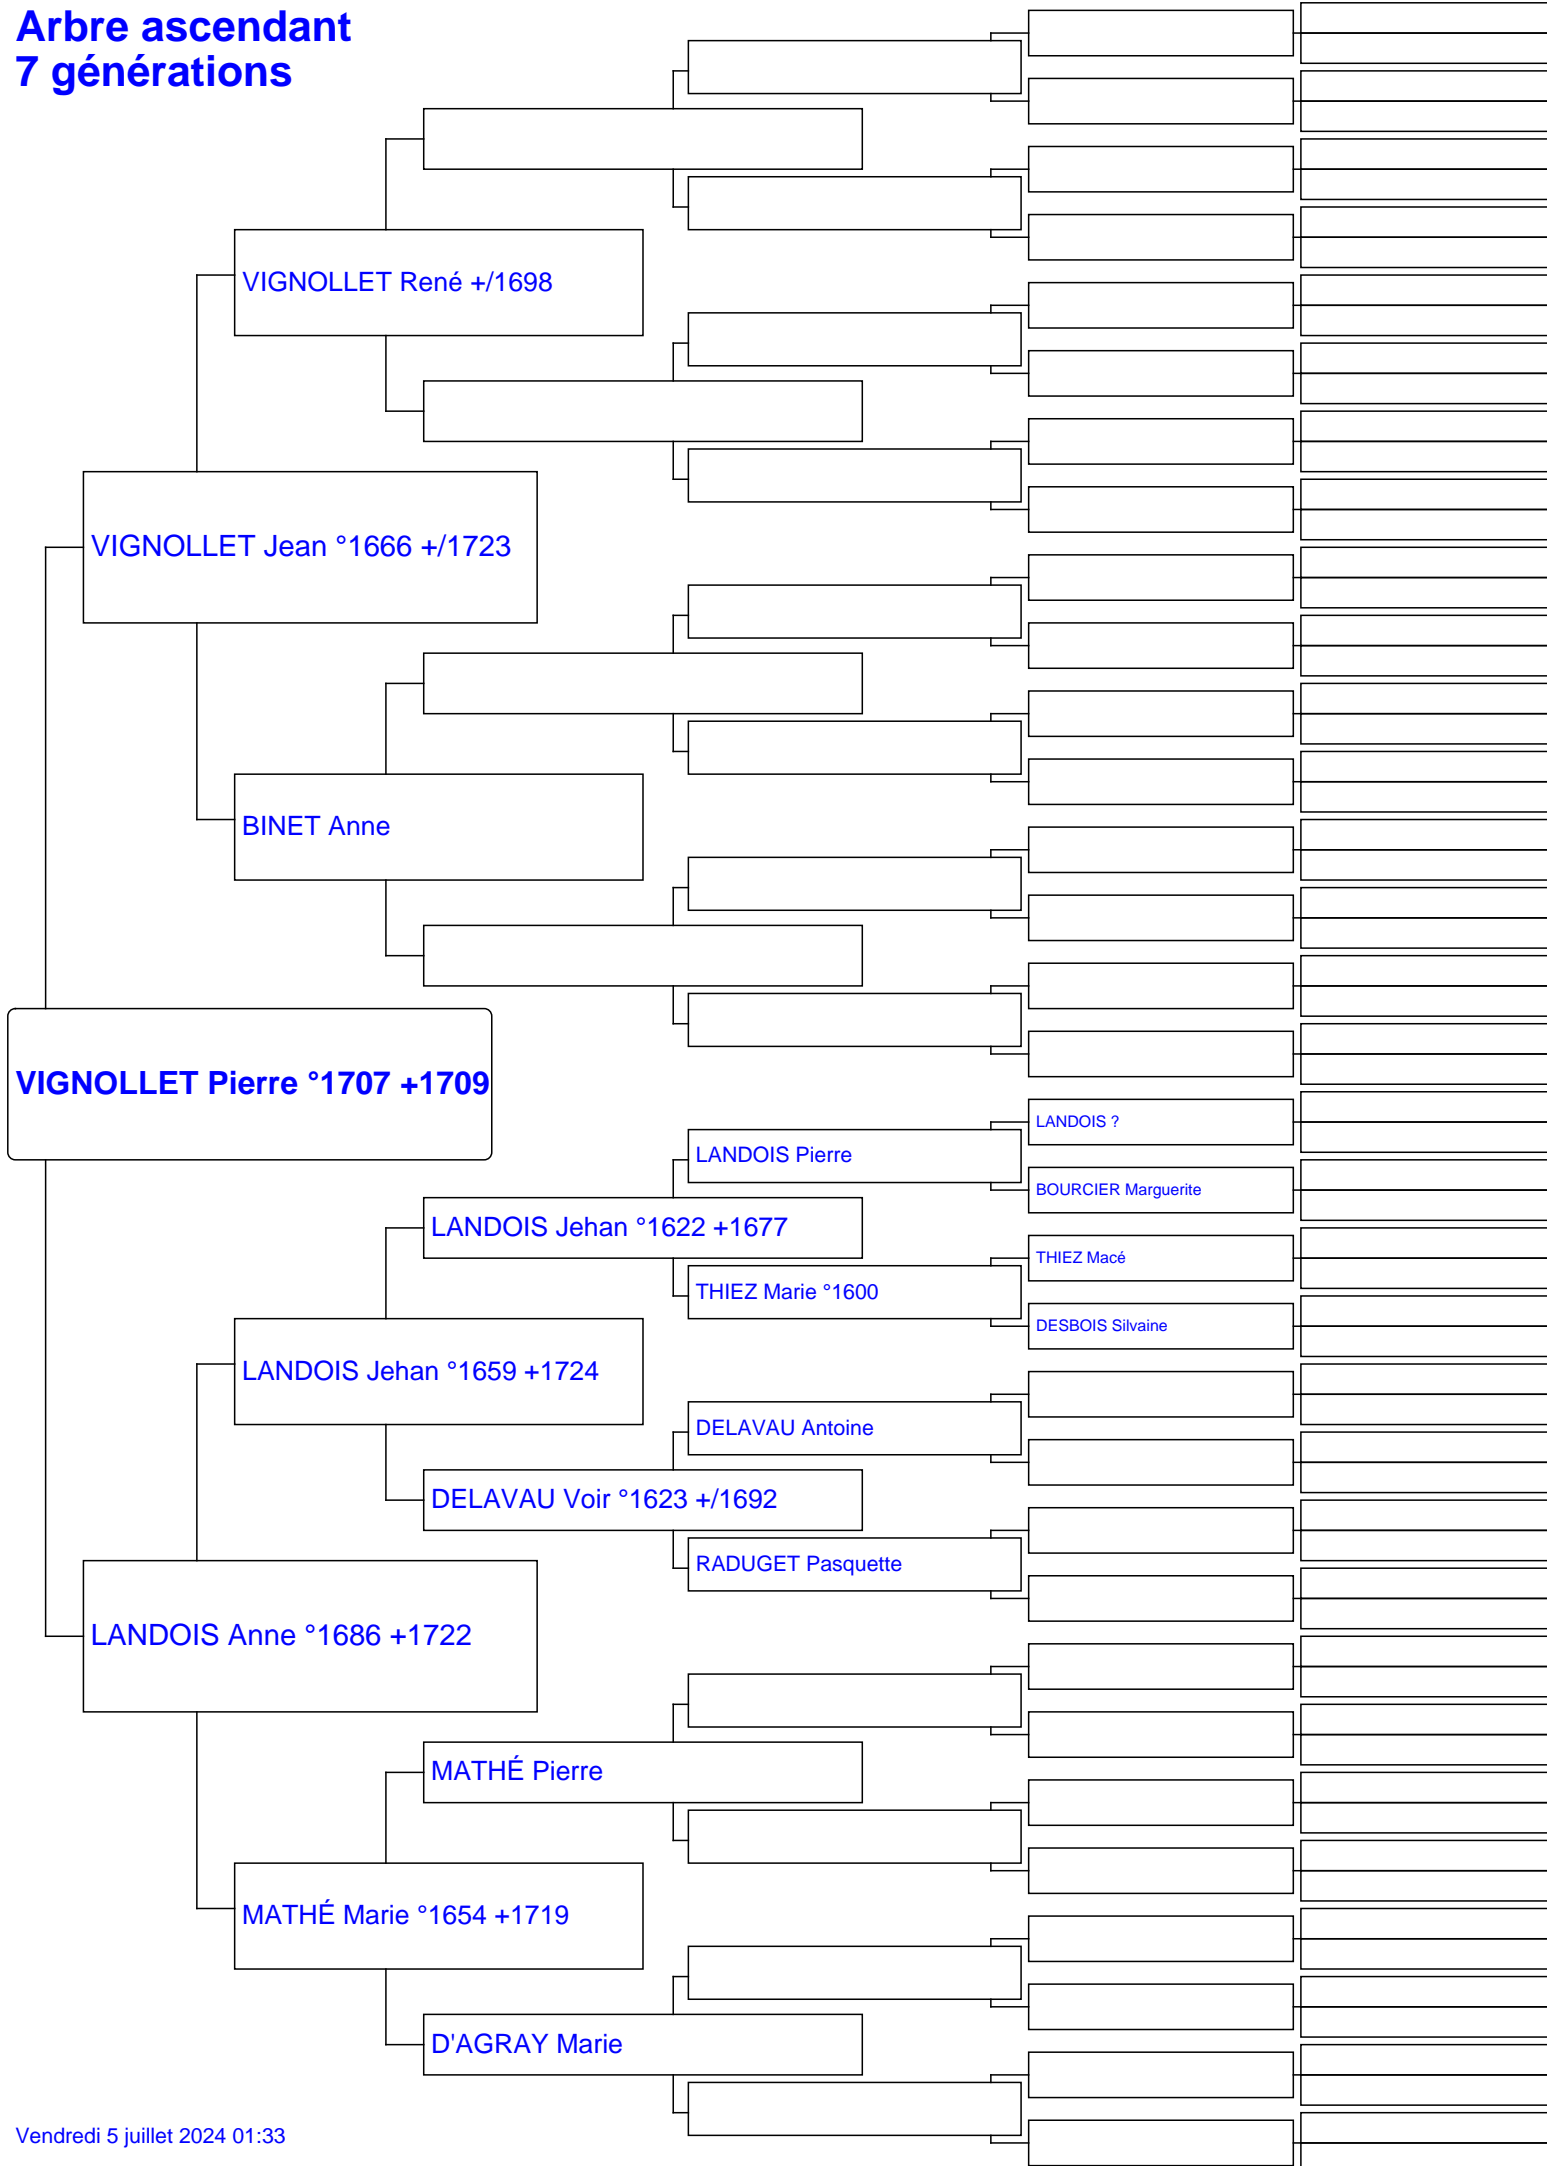 Arbre ascendant
7 générations
VIGNOLLET René +/1698
VIGNOLLET Jean °1666 +/1723
BINET Anne
VIGNOLLET Pierre °1707 +1709
LANDOIS ?
LANDOIS Pierre
BOURCIER Marguerite
LANDOIS Jehan °1622 +1677
THIEZ Macé
THIEZ Marie °1600
DESBOIS Silvaine
LANDOIS Jehan °1659 +1724
DELAVAU Antoine
DELAVAU Voir °1623 +/1692
RADUGET Pasquette
LANDOIS Anne °1686 +1722
MATHÉ Pierre
MATHÉ Marie °1654 +1719
D'AGRAY Marie
Vendredi 5 juillet 2024 01:33